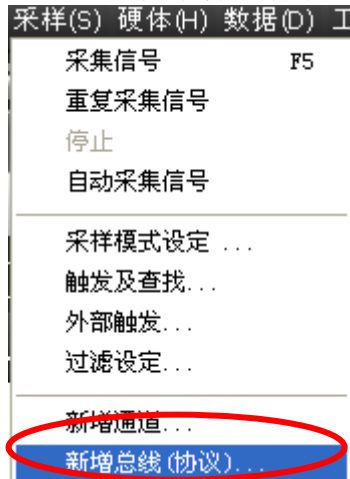 采样(S) 硬体(H) 数据(D) 工
采集信号 F5
重复采集信号
停止
自动采集信号
采样模式设定 ...
触发及查找...
外部触发...
过滤设定...
新增通道...
新增总线(协议)...